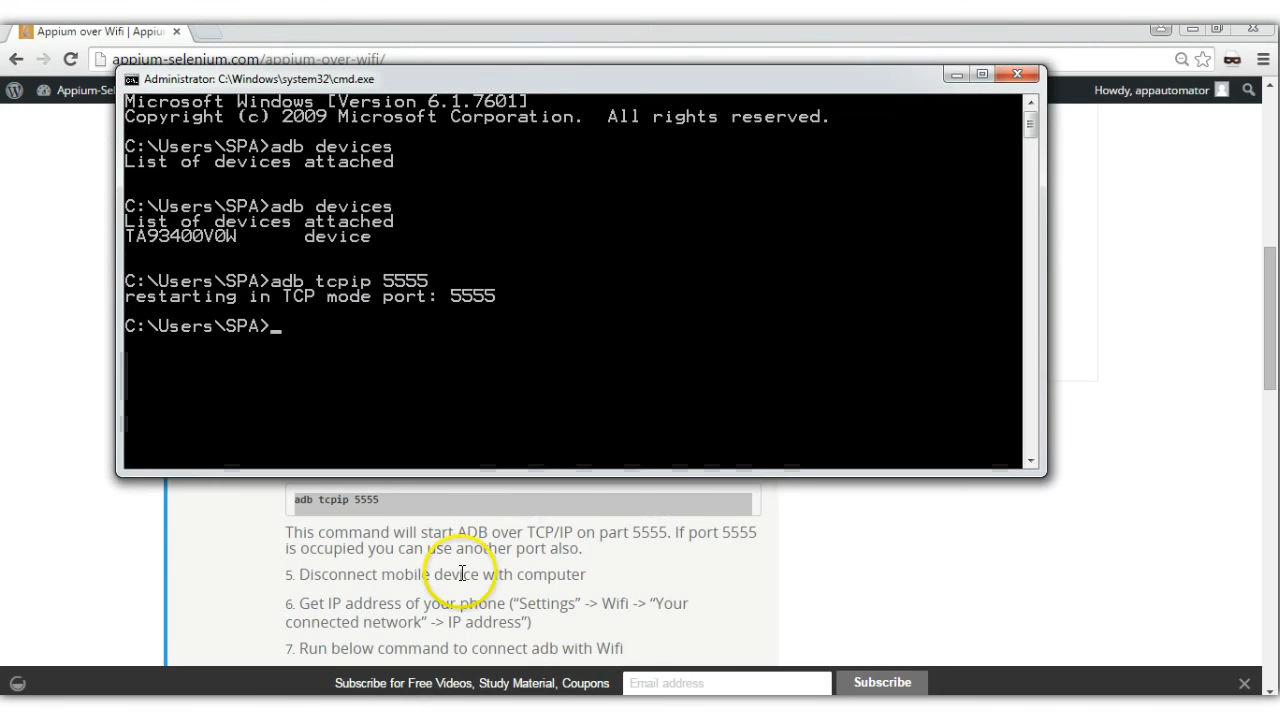 Appium over Wifi | Appiu
appium-selenium.com/appium-over-wifi/
Appium-Se
Howdy, appautomator
Administrator: C:\Windows\system32\cmd.exe
Microsoft Windows [Version 6.1.7601]
Copyright (c) 2009 Microsoft Corporation.  All rights reserved.
C:\Users\SPA>adb devices
List of devices attached
C:\Users\SPA>adb devices
List of devices attached
TA93400V0W      device
C:\Users\SPA>adb tcpip 5555
restarting in TCP mode port: 5555
C:\Users\SPA>_
adb tcpip 5555
This command will start ADB over TCP/IP on part 5555. If port 5555
is occupied you can use another port also.
5. Disconnect mobile device with computer
6. Get IP address of your phone (“Settings” -> Wifi -> “Your
connected network” -> IP address”)
7. Run below command to connect adb with Wifi
Subscribe for Free Videos, Study Material, Coupons
Email address
Subscribe